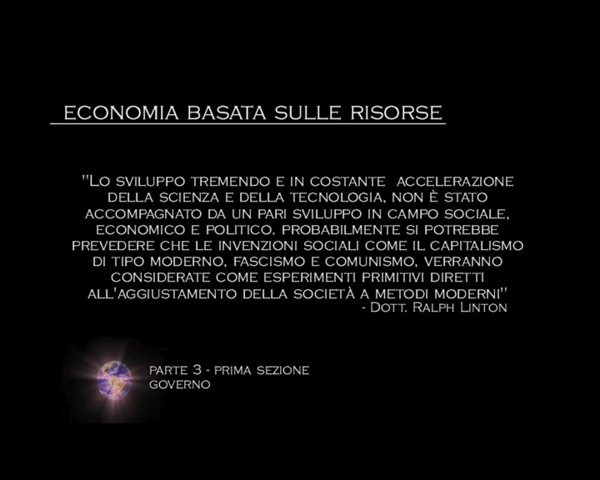 ECONOMIA BASATA SULLE RISORSE
"LO SVILUPPO TREMENDO E IN COSTANTE ACCELERAZIONE
DELLA SCIENZA E DELLA TECNOLOGIA, NON È STATO
ACCOMPAGNATO DA UN PARI SVILUPPO IN CAMPO SOCIALE,
ECONOMICO E POLITICO. PROBABILMENTE SI POTREBBE
PREVEDERE CHE LE INVENZIONI SOCIALI COME IL CAPITALISMO
DI TIPO MODERNO, FASCISMO E COMUNISMO, VERRANNO
CONSIDERATE COME ESPERIMENTI PRIMITIVI DIRETTI
ALL'AGGIUSTAMENTO DELLA SOCIETÀ A METODI MODERNI"
- DOTT. RALPH LINTON
PARTE 3 - PRIMA SEZIONE
GOVERNO